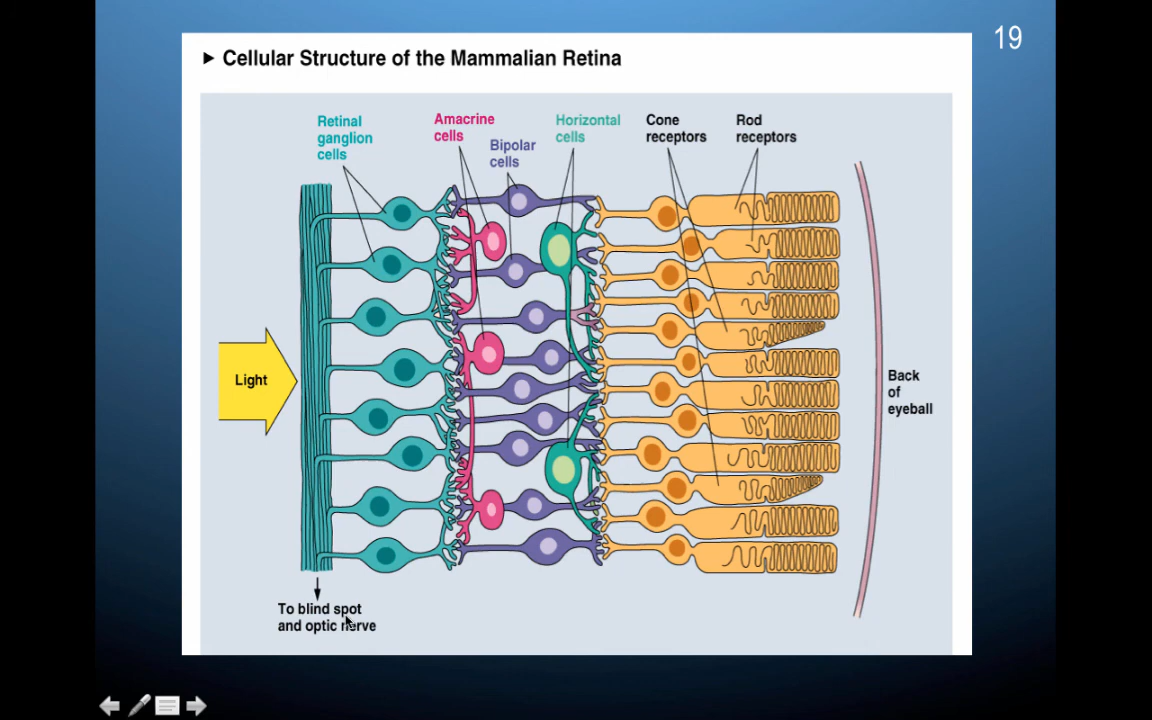 19
► Cellular Structure of the Mammalian Retina
Retinal
ganglion
cells
Amacrine
cells
Bipolar
cells
Horizontal
cells
Cone
receptors
Rod
receptors
Light
Back
of
eyeball
To blind spot
and optic nerve